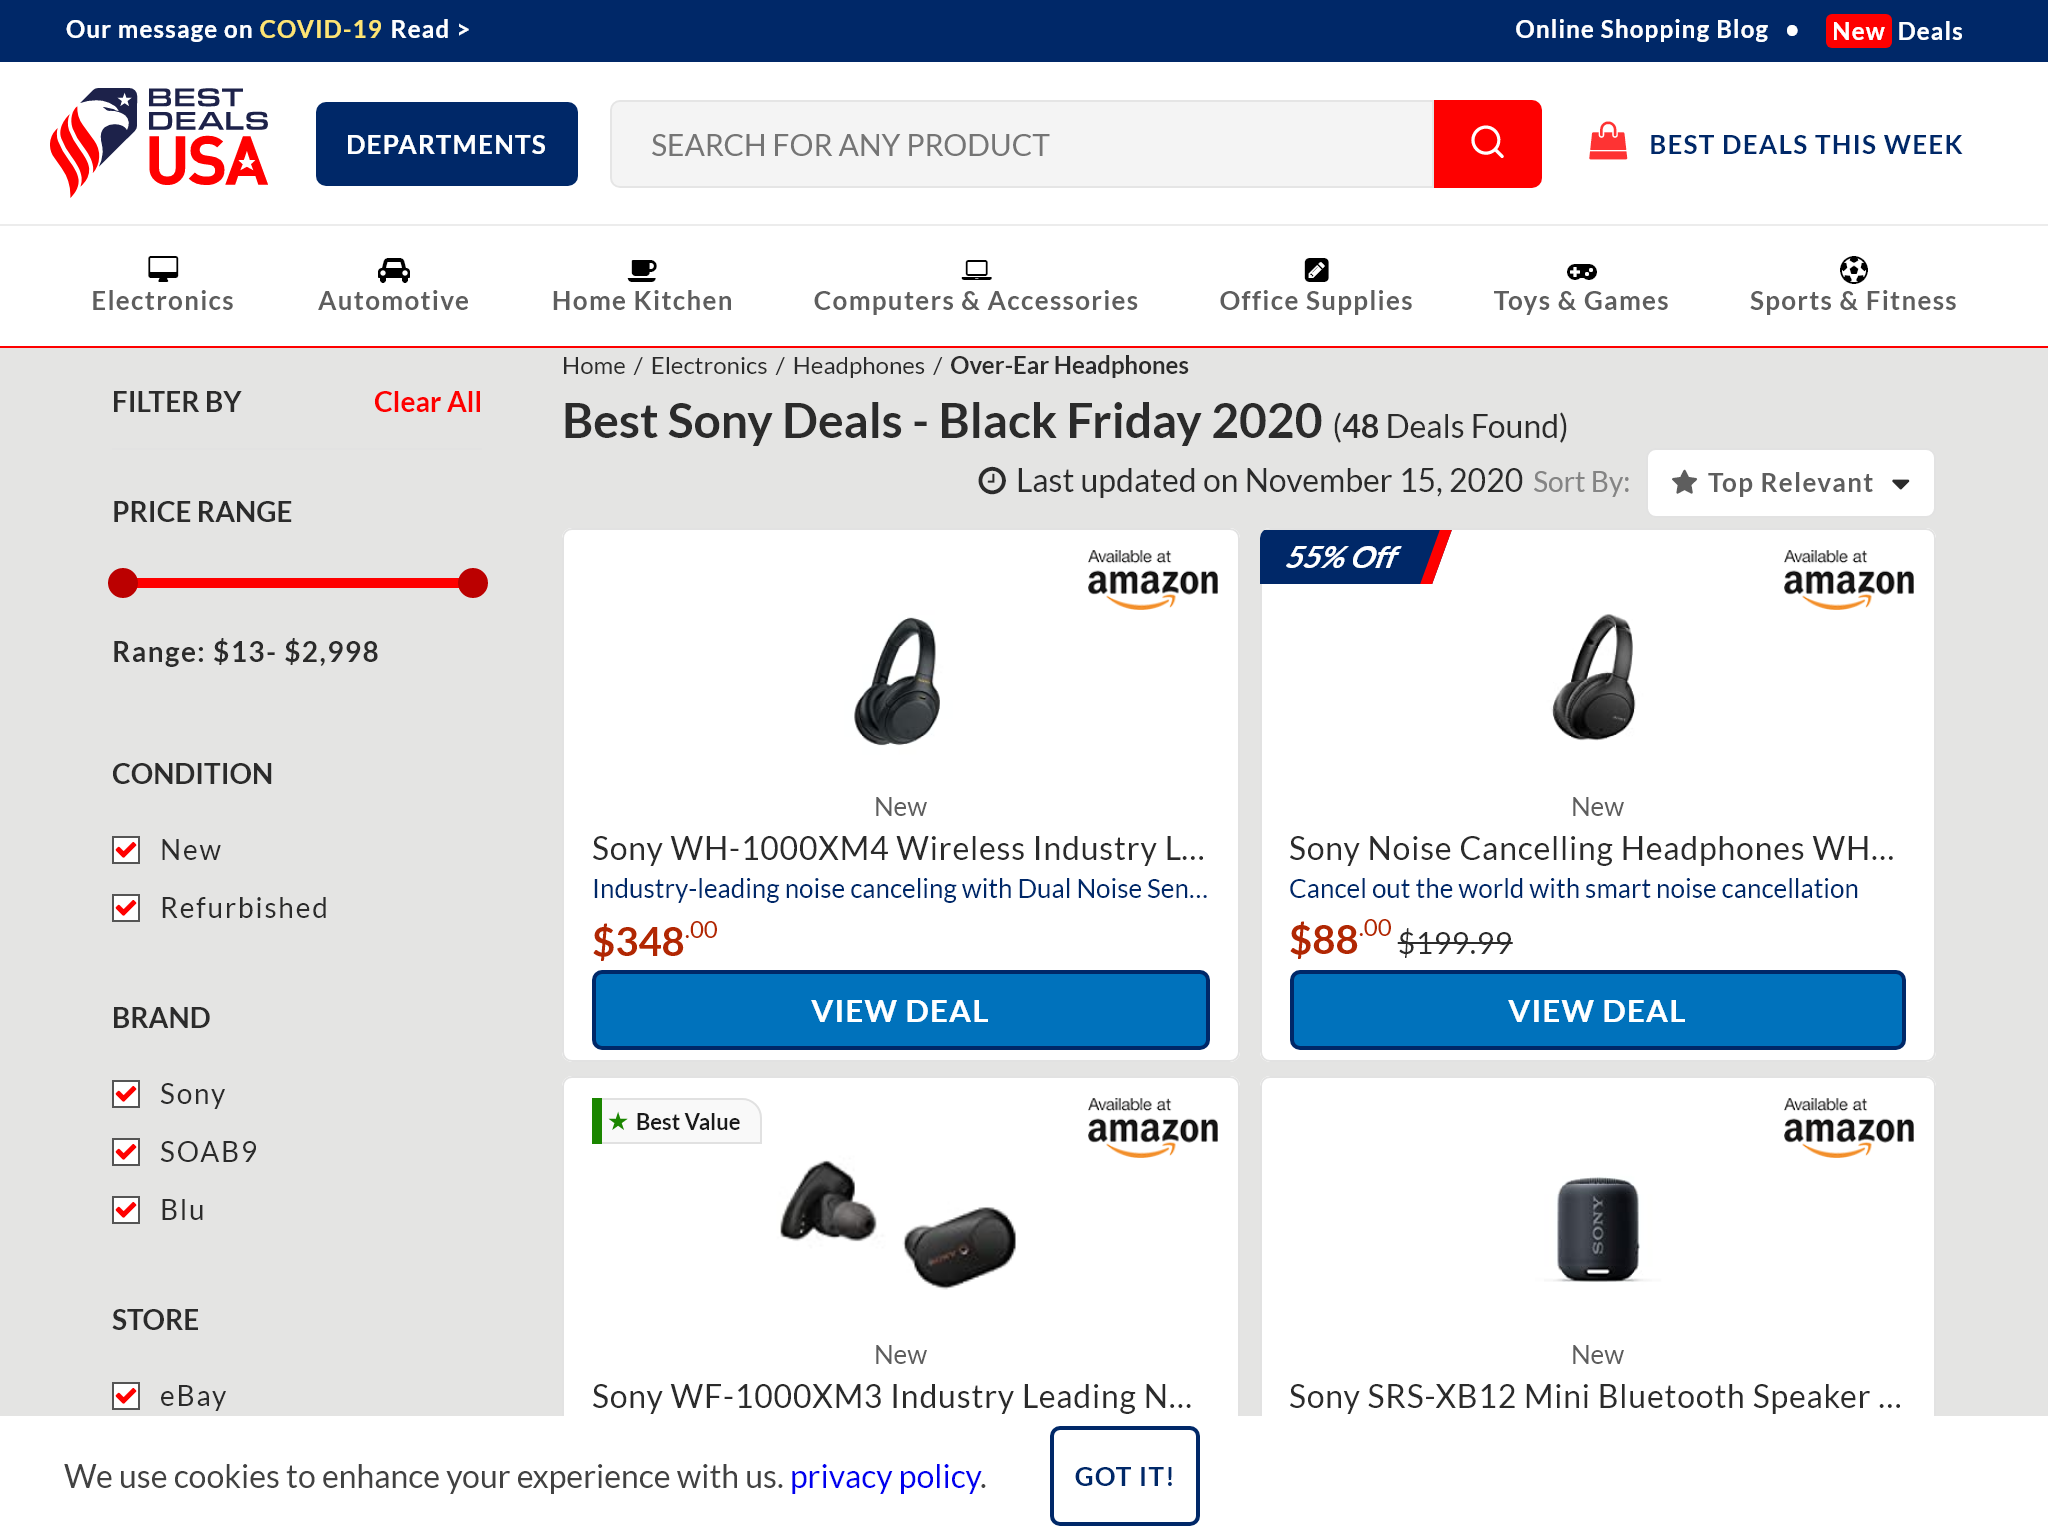 Our message on COVID-19 Read >
Online Shopping Blog • New Deals
BEST DEALS USA
DEPARTMENTS
SEARCH FOR ANY PRODUCT
BEST DEALS THIS WEEK
Electronics
Automotive
Home Kitchen
Computers & Accessories
Office Supplies
Toys & Games
Sports & Fitness
FILTER BY
Clear All
PRICE RANGE
Range: $13- $2,998
CONDITION
New
Refurbished
BRAND
Sony
SOAB9
Blu
STORE
eBay
Home / Electronics / Headphones / Over-Ear Headphones
Best Sony Deals - Black Friday 2020 (48 Deals Found)
Last updated on November 15, 2020
Sort By:
Top Relevant
Available at
amazon
New
Sony WH-1000XM4 Wireless Industry L...
Industry-leading noise canceling with Dual Noise Sen...
$348.00
VIEW DEAL
55% Off
Available at
amazon
New
Sony Noise Cancelling Headphones WH...
Cancel out the world with smart noise cancellation
$88.00 $199.99
VIEW DEAL
★ Best Value
Available at
amazon
SONY
New
Sony WF-1000XM3 Industry Leading N...
Available at
amazon
SONY
New
Sony SRS-XB12 Mini Bluetooth Speaker ...
We use cookies to enhance your experience with us. privacy policy.
GOT IT!